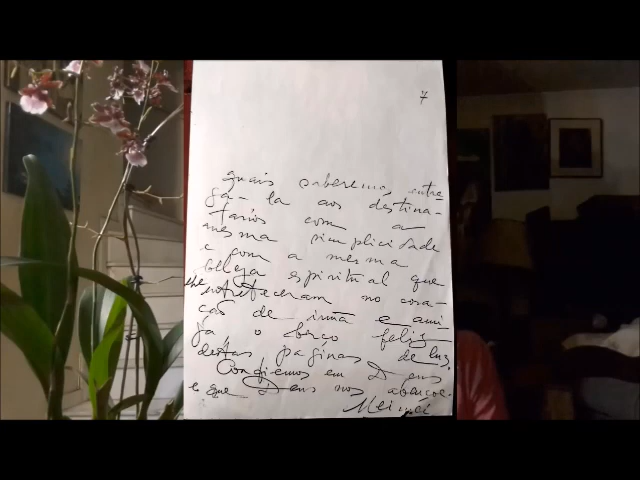 7
quais saberemos entre-
gá-la aos destina-
tários com a
mesma simplicidade
e com a mesma
beleza espiritual que
lhe no cora-
ção de irmã e ami-
ga o berço feliz
destas páginas de luz.
Confiemos em Deus
e que Deus nos abençoe.
Meimei